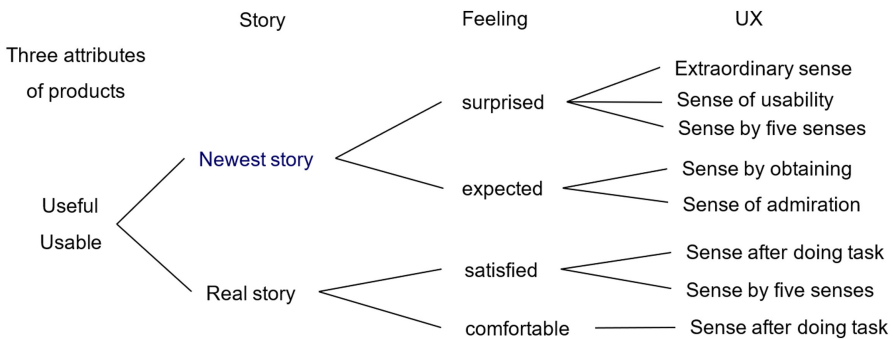 Story
Feeling
UX
Three attributes
of products
Useful
Usable
Newest story
Real story
surprised
expected
satisfied
comfortable
Extraordinary sense
Sense of usability
Sense by five senses
Sense by obtaining
Sense of admiration
Sense after doing task
Sense by five senses
Sense after doing task